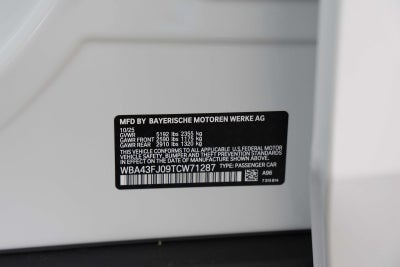 MFD BY BAYERISCHE MOTOREN WERKE AG
10/25
GVWR 5192 lbs 2355 kg
GAWR FRONT 2590 lbs 1175 kg
GAWR REAR 2910 lbs 1320 kg
THIS VEHICLE CONFORMS TO ALL APPLICABLE U.S. FEDERAL MOTOR
VEHICLE SAFETY, BUMPER, AND THEFT PREVENTION STANDARDS IN
EFFECT ON THE DATE OF MANUFACTURE SHOWN ABOVE.
WBA43FJ09TCW71287 TYPE: PASSENGER CAR
A96